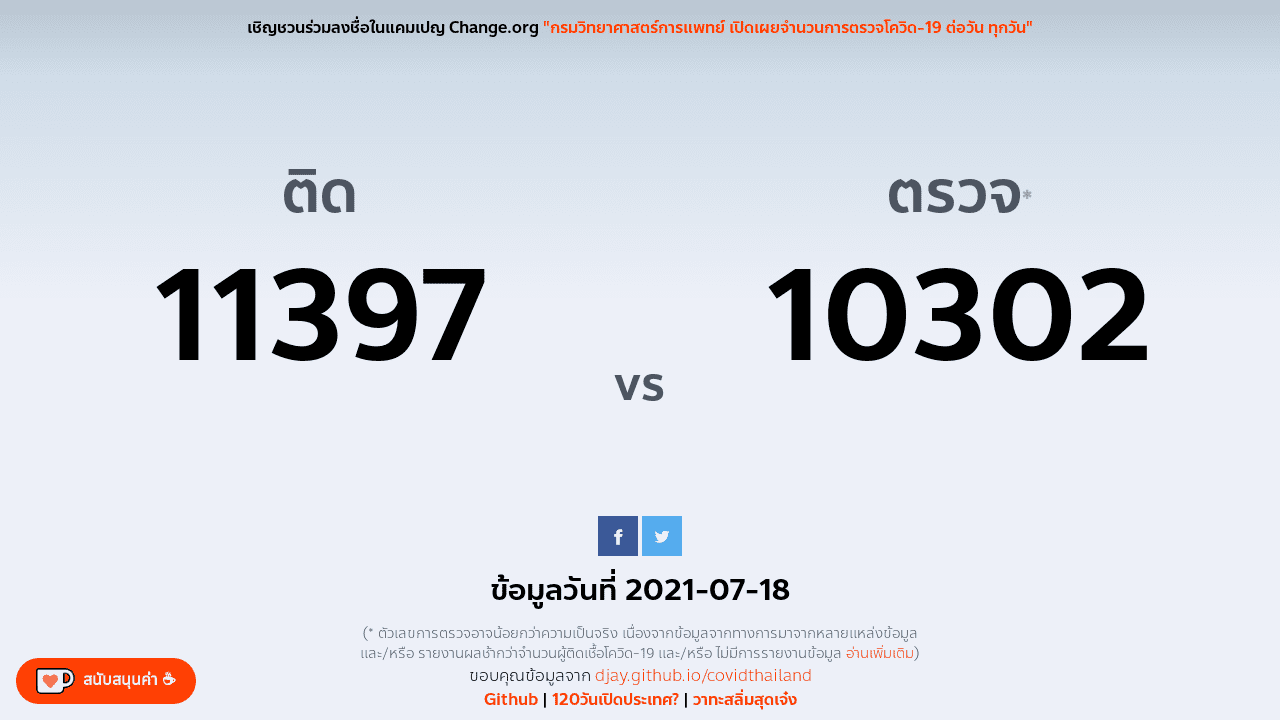 เชิญชวนร่วมลงชื่อในแคมเปญ Change.org "กรมวิทยาศาสตร์การแพทย์ เปิดเผยจำนวนการตรวจโควิด-19 ต่อวัน ทุกวัน"
ติด
11397
vs
ตรวจ*
10302
ข้อมูลวันที่ 2021-07-18
(* ตัวเลขการตรวจอาจน้อยกว่าความเป็นจริง เนื่องจากข้อมูลจากทางการมาจากหลายแหล่งข้อมูล
และ/หรือ รายงานผลช้ากว่าจำนวนผู้ติดเชื้อโควิด-19 และ/หรือ ไม่มีการรายงานข้อมูล อ่านเพิ่มเติม)
ขอบคุณข้อมูลจาก djay.github.io/covidthailand
Github | 120วันเปิดประเทศ? | วาทะสลิ่มสุดเจ๋ง
สนับสนุนค่า ☕